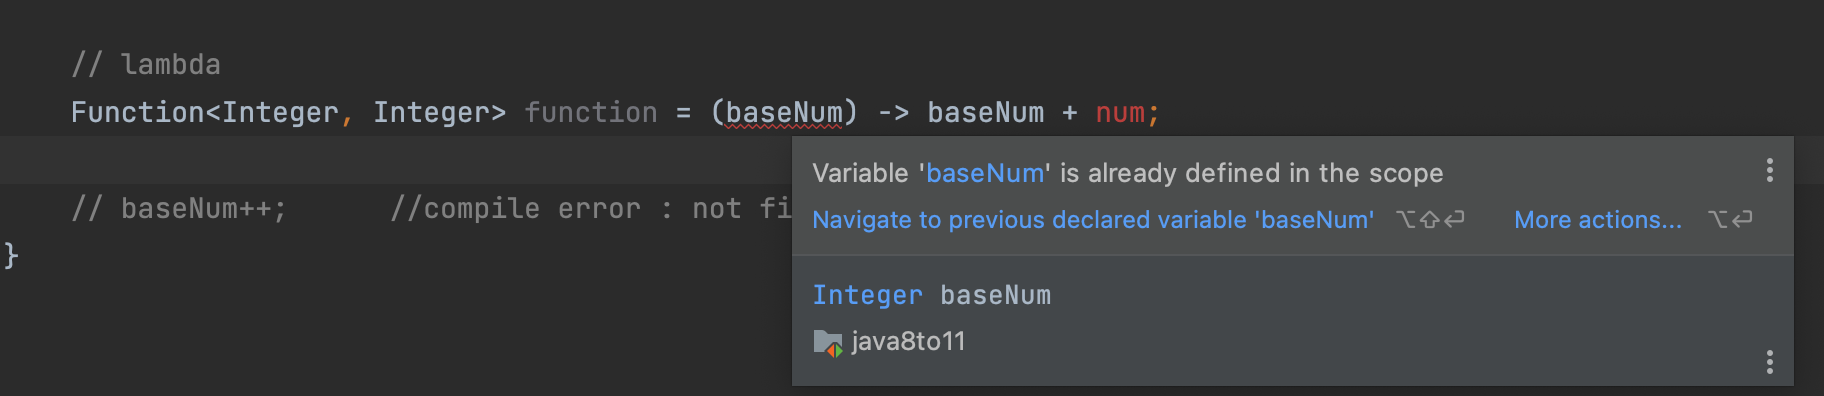 // lambda
Function<Integer, Integer> function = (baseNum) -> baseNum + num;
Variable 'baseNum' is already defined in the scope
Navigate to previous declared variable 'baseNum' ⌥⇧⏎ More actions... ⌥⏎
// baseNum++; //compile error : not fi
}
Integer baseNum
java8to11